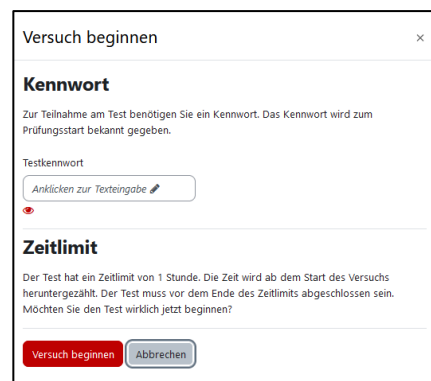 Versuch beginnen ×
Kennwort
Zur Teilnahme am Test benötigen Sie ein Kennwort. Das Kennwort wird zum
Prüfungsstart bekannt gegeben.
Testkennwort
Anklicken zur Texteingabe
Zeitlimit
Der Test hat ein Zeitlimit von 1 Stunde. Die Zeit wird ab dem Start des Versuchs
heruntergezählt. Der Test muss vor dem Ende des Zeitlimits abgeschlossen sein.
Möchten Sie den Test wirklich jetzt beginnen?
Versuch beginnen Abbrechen